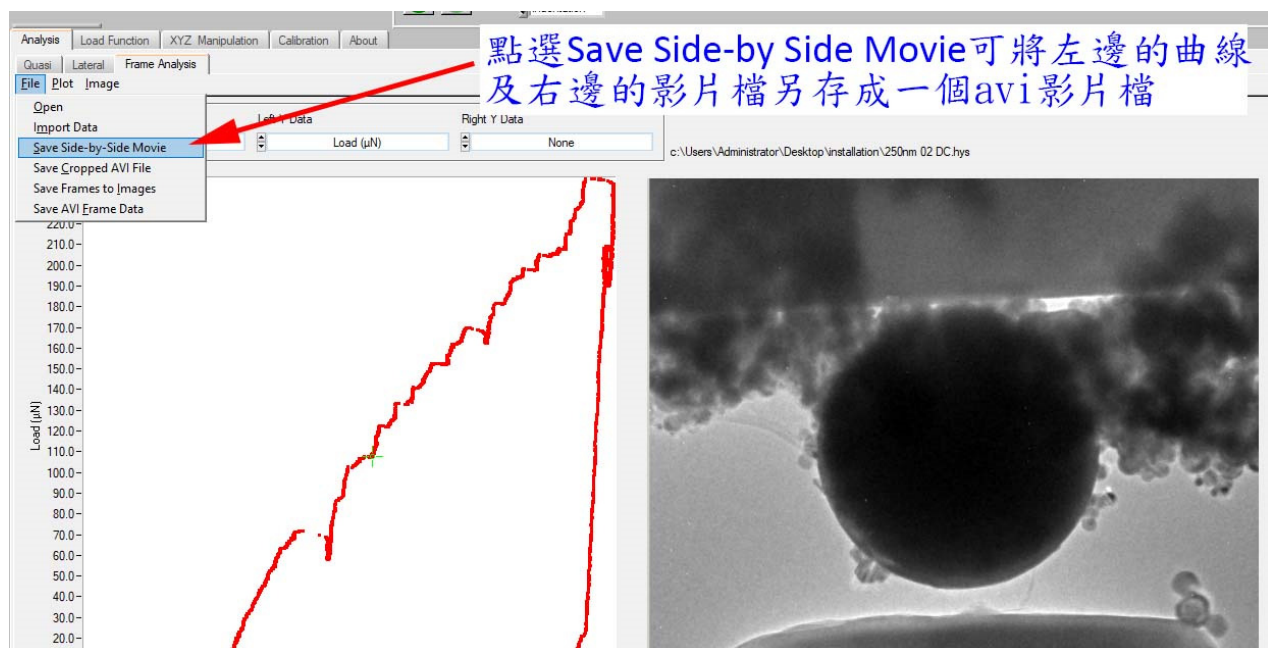 Analysis Load Function XYZ Manipulation Calibration About
Quasi Lateral Frame Analysis
File Plot Image
點選Save Side-by Side Movie可將左邊的曲線
及右邊的影片檔另存成一個avi影片檔
Open
Import Data
Save Side-by-Side Movie
Save Cropped AVI File
Save Frames to Images
Save AVI Frame Data
Left Y Data
Right Y Data
Load (μN)
None
c:\Users\Administrator\Desktop\installation\250nm 02 DC.hys
220.0
210.0
200.0
190.0
180.0
170.0
160.0
150.0
140.0
130.0
120.0
110.0
100.0
90.0
80.0
70.0
60.0
50.0
40.0
30.0
20.0
Load (μN)